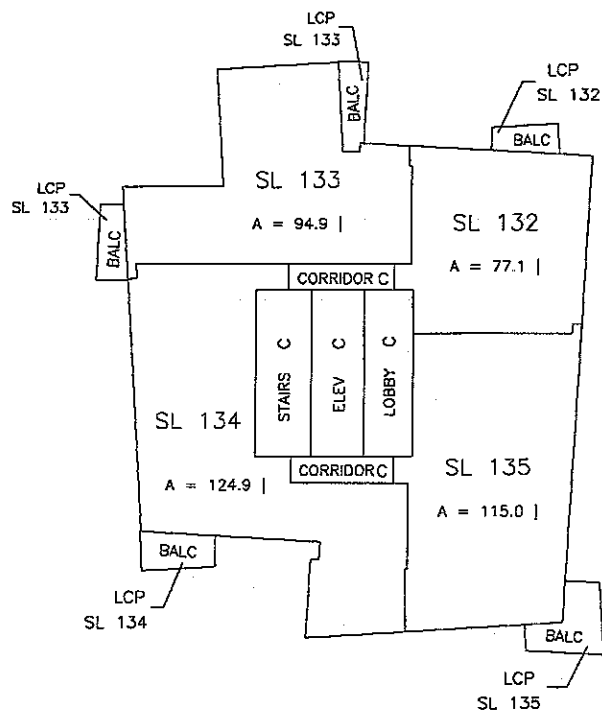 LCP
SL 133
LCP
SL 132
BALC
BALC
SL 133
LCP
SL 133
SL 132
A = 94.9 |
A = 77.1 |
BALC
CORRIDOR C
STAIRS C
ELEV C
LOBBY C
SL 134
SL 135
CORRIDOR C
A = 124.9 |
A = 115.0 |
BALC
LCP
SL 134
BALC
LCP
SL 135